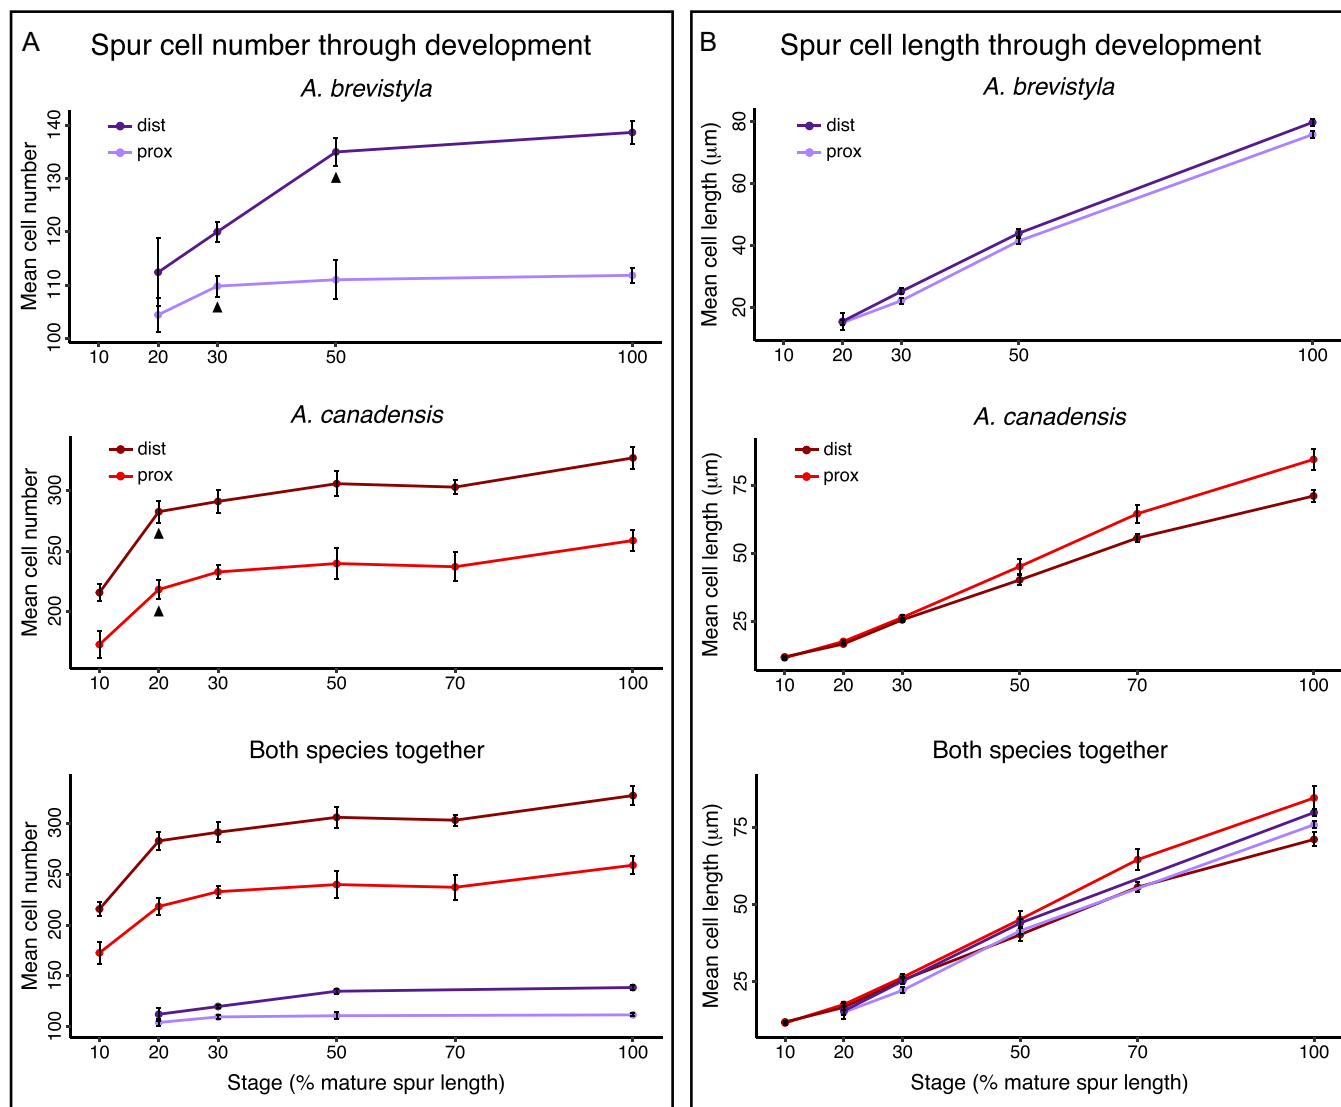 A Spur cell number through development
A. brevistyla
Mean cell number
140
130
120
110
100
dist
prox
10 20 30 50 100
A. canadensis
Mean cell number
300
250
200
dist
prox
10 20 30 50 70 100
Both species together
Mean cell number
300
250
200
150
100
10 20 30 50 70 100
Stage (% mature spur length)
B Spur cell length through development
A. brevistyla
Mean cell length (μm)
80
60
40
20
dist
prox
10 20 30 50 100
A. canadensis
Mean cell length (μm)
75
50
25
dist
prox
10 20 30 50 70 100
Both species together
Mean cell length (μm)
75
50
25
10 20 30 50 70 100
Stage (% mature spur length)